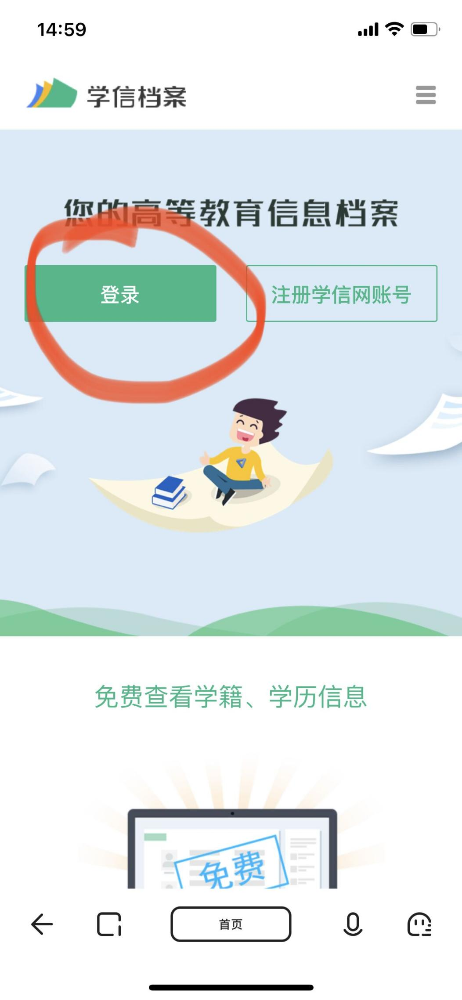 14:59
学信档案
您的高等教育信息档案
登录
注册学信网账号
免费查看学籍、学历信息
免费
首页